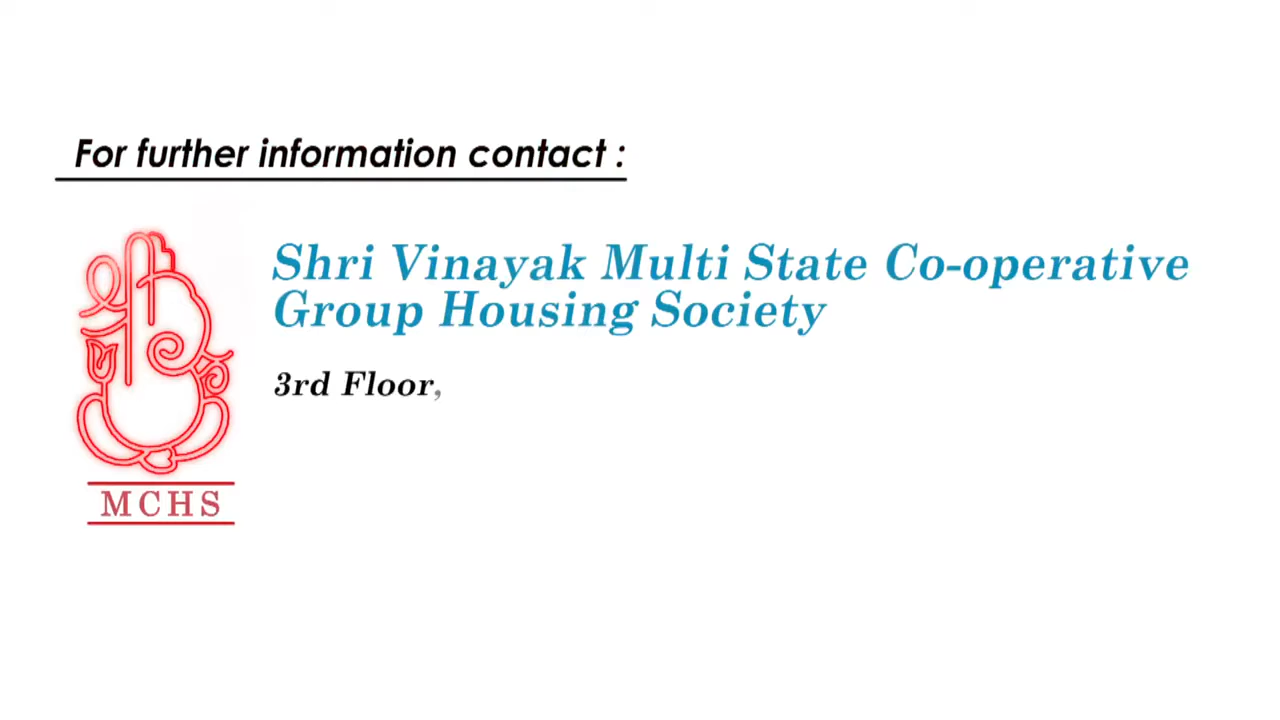 For further information contact :
Shri Vinayak Multi State Co-operative
Group Housing Society
3rd Floor,
श्री
MCHS